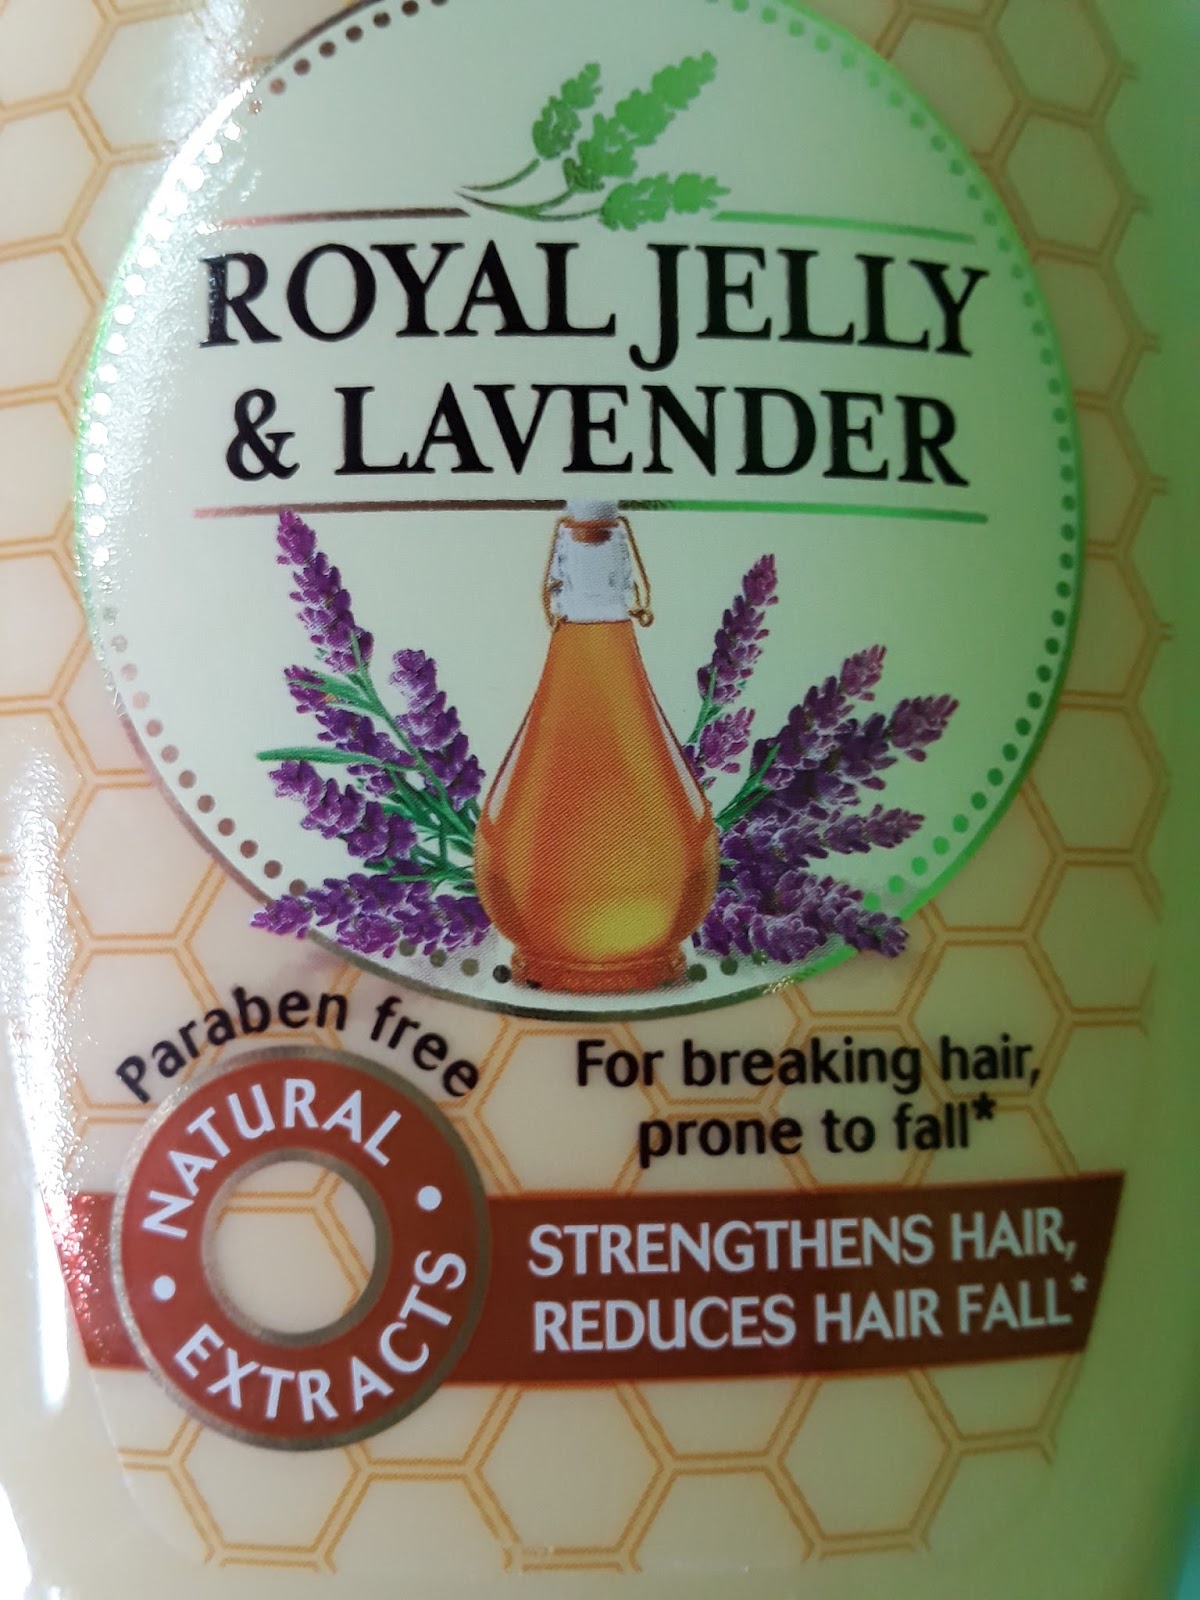 ROYAL JELLY
& LAVENDER
Paraben free
NATURAL
EXTRACTS
For breaking hair,
prone to fall*
STRENGTHENS HAIR,
REDUCES HAIR FALL*